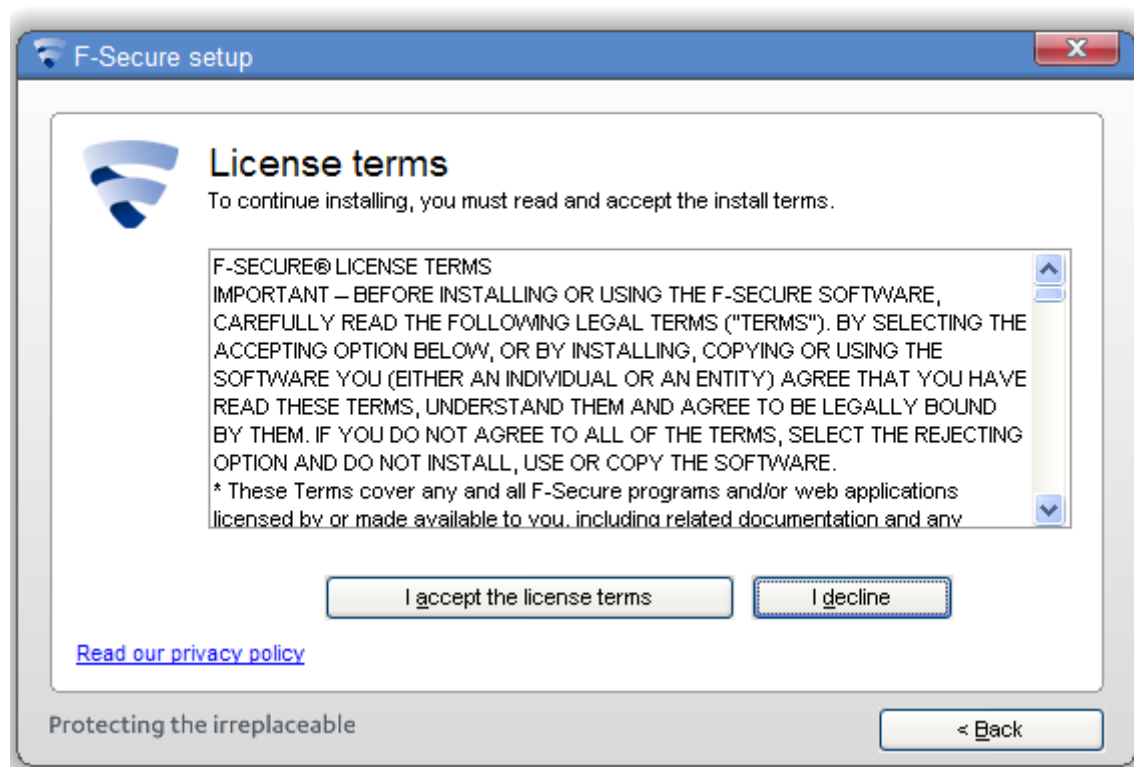 F-Secure setup
License terms
To continue installing, you must read and accept the install terms.
F-SECURE® LICENSE TERMS
IMPORTANT – BEFORE INSTALLING OR USING THE F-SECURE SOFTWARE,
CAREFULLY READ THE FOLLOWING LEGAL TERMS ("TERMS"). BY SELECTING THE
ACCEPTING OPTION BELOW, OR BY INSTALLING, COPYING OR USING THE
SOFTWARE YOU (EITHER AN INDIVIDUAL OR AN ENTITY) AGREE THAT YOU HAVE
READ THESE TERMS, UNDERSTAND THEM AND AGREE TO BE LEGALLY BOUND
BY THEM. IF YOU DO NOT AGREE TO ALL OF THE TERMS, SELECT THE REJECTING
OPTION AND DO NOT INSTALL, USE OR COPY THE SOFTWARE.
* These Terms cover any and all F-Secure programs and/or web applications
licensed by or made available to you, including related documentation and any
I accept the license terms
I decline
Read our privacy policy
Protecting the irreplaceable
< Back